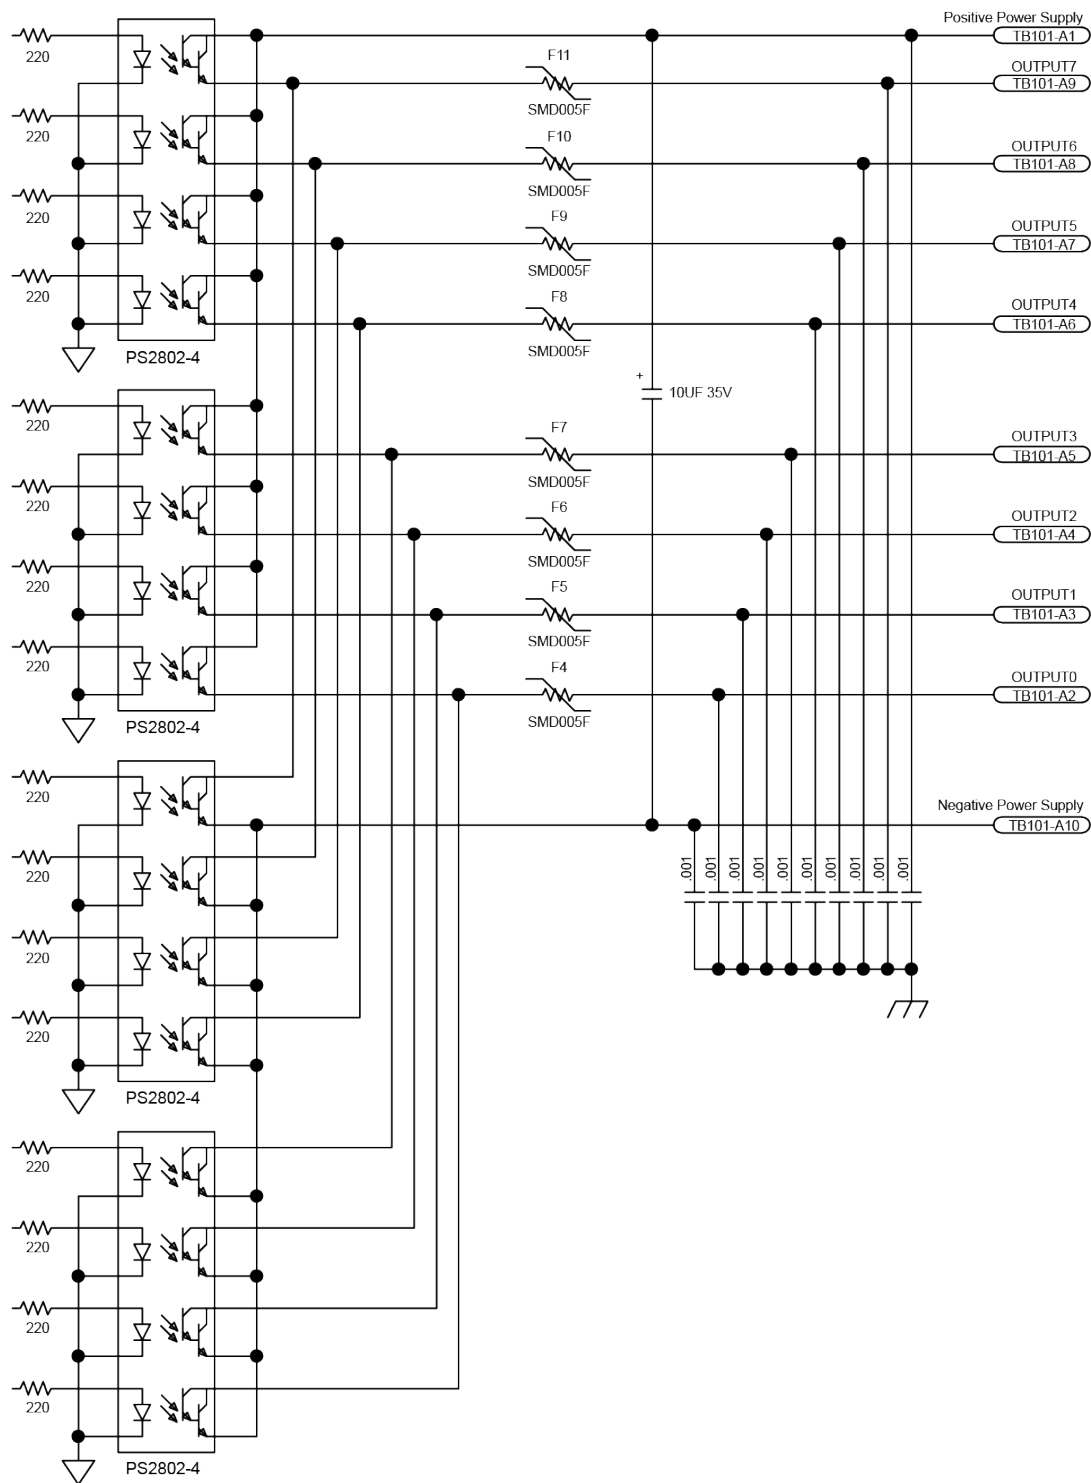 Positive Power Supply
TB101-A1
220
F11
OUTPUT7
TB101-A9
SMD005F
220
F10
OUTPUT6
TB101-A8
SMD005F
220
F9
OUTPUT5
TB101-A7
SMD005F
220
F8
OUTPUT4
TB101-A6
SMD005F
PS2802-4
+
10UF 35V
220
F7
OUTPUT3
TB101-A5
SMD005F
220
F6
OUTPUT2
TB101-A4
SMD005F
220
F5
OUTPUT1
TB101-A3
SMD005F
220
F4
OUTPUT0
TB101-A2
SMD005F
PS2802-4
220
Negative Power Supply
TB101-A10
220
.001
.001
.001
.001
.001
.001
.001
.001
.001
.001
220
220
PS2802-4
220
220
220
220
PS2802-4